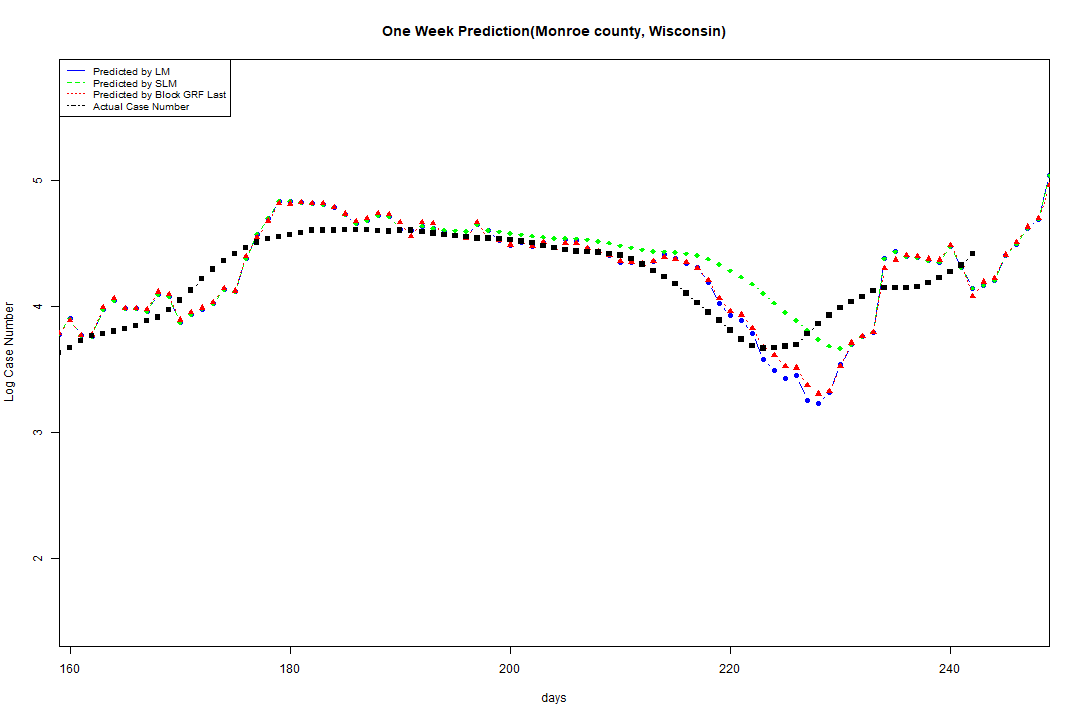 One Week Prediction(Monroe county, Wisconsin)
Predicted by LM
Predicted by SLM
Predicted by Block GRF Last
Actual Case Number
Log Case Number
5
4
3
2
160 180 200 220 240
days